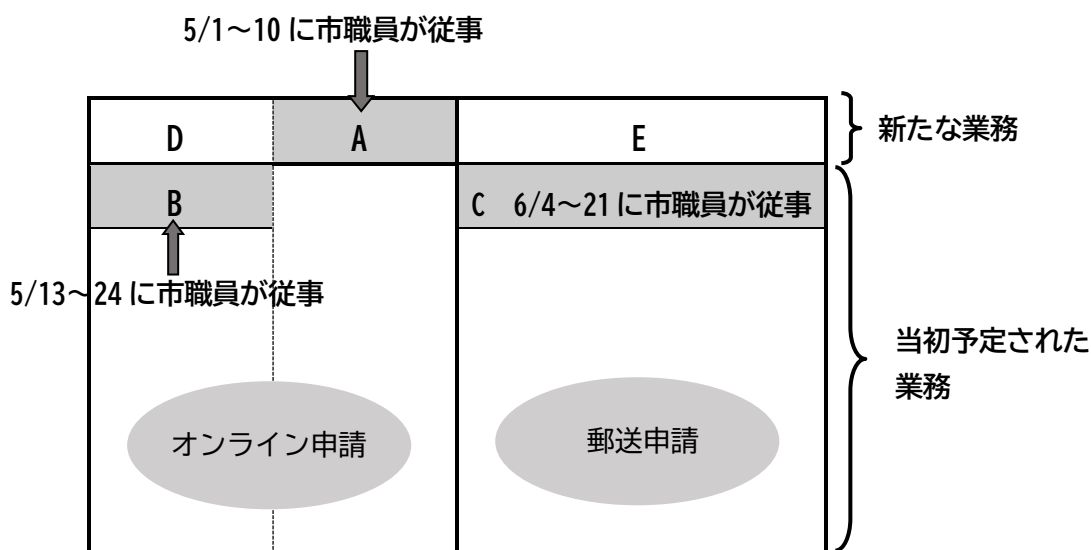 5/1～10 に市職員が従事
D A E
新たな業務
B
C 6/4～21 に市職員が従事
5/13～24 に市職員が従事
当初予定された
業務
オンライン申請
郵送申請